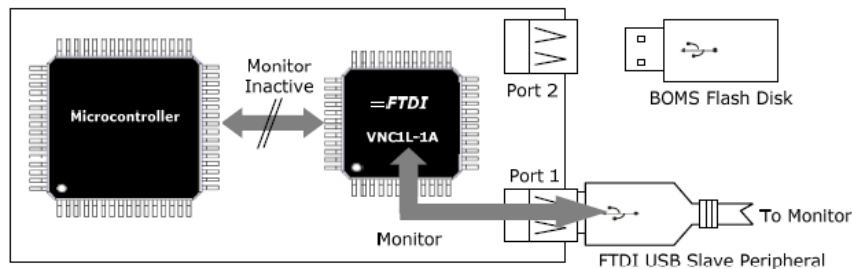 Microcontroller
Monitor
Inactive
=FTDI
VNC1L-1A
Port 2
BOMS Flash Disk
Port 1
Monitor
To Monitor
FTDI USB Slave Peripheral